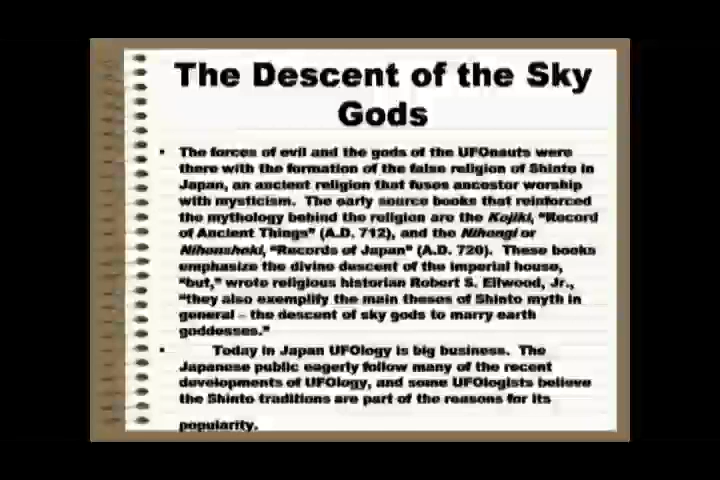 The Descent of the Sky
Gods
• The forces of evil and the gods of the UFOnauts were
there with the formation of the false religion of Shinto in
Japan, an ancient religion that fuses ancestor worship
with mysticism. The early source books that reinforced
the mythology behind the religion are the Kojiki, "Record
of Ancient Things" (A.D. 712), and the Nihongi or
Nihonshoki, "Records of Japan" (A.D. 720). These books
emphasize the divine descent of the imperial house,
"but," wrote religious historian Robert S. Ellwood, Jr.,
"they also exemplify the main theses of Shinto myth in
general – the descent of sky gods to marry earth
goddesses."
• Today in Japan UFOlogy is big business. The
Japanese public eagerly follow many of the recent
developments of UFOlogy, and some UFOlogists believe
the Shinto traditions are part of the reasons for its
popularity.